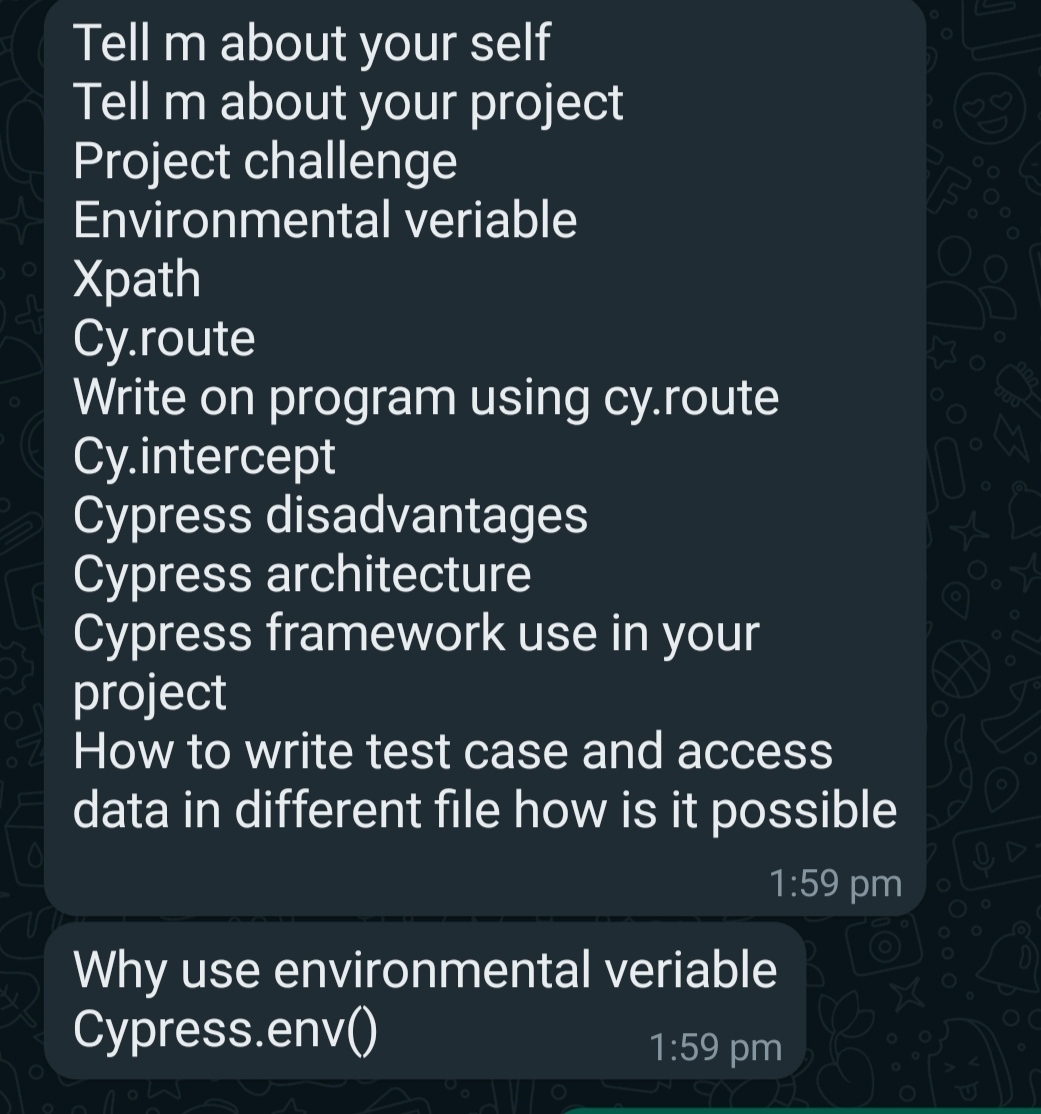 Tell m about your self
Tell m about your project
Project challenge
Environmental veriable
Xpath
Cy.route
Write on program using cy.route
Cy.intercept
Cypress disadvantages
Cypress architecture
Cypress framework use in your
project
How to write test case and access
data in different file how is it possible
1:59 pm
Why use environmental veriable
Cypress.env()
1:59 pm